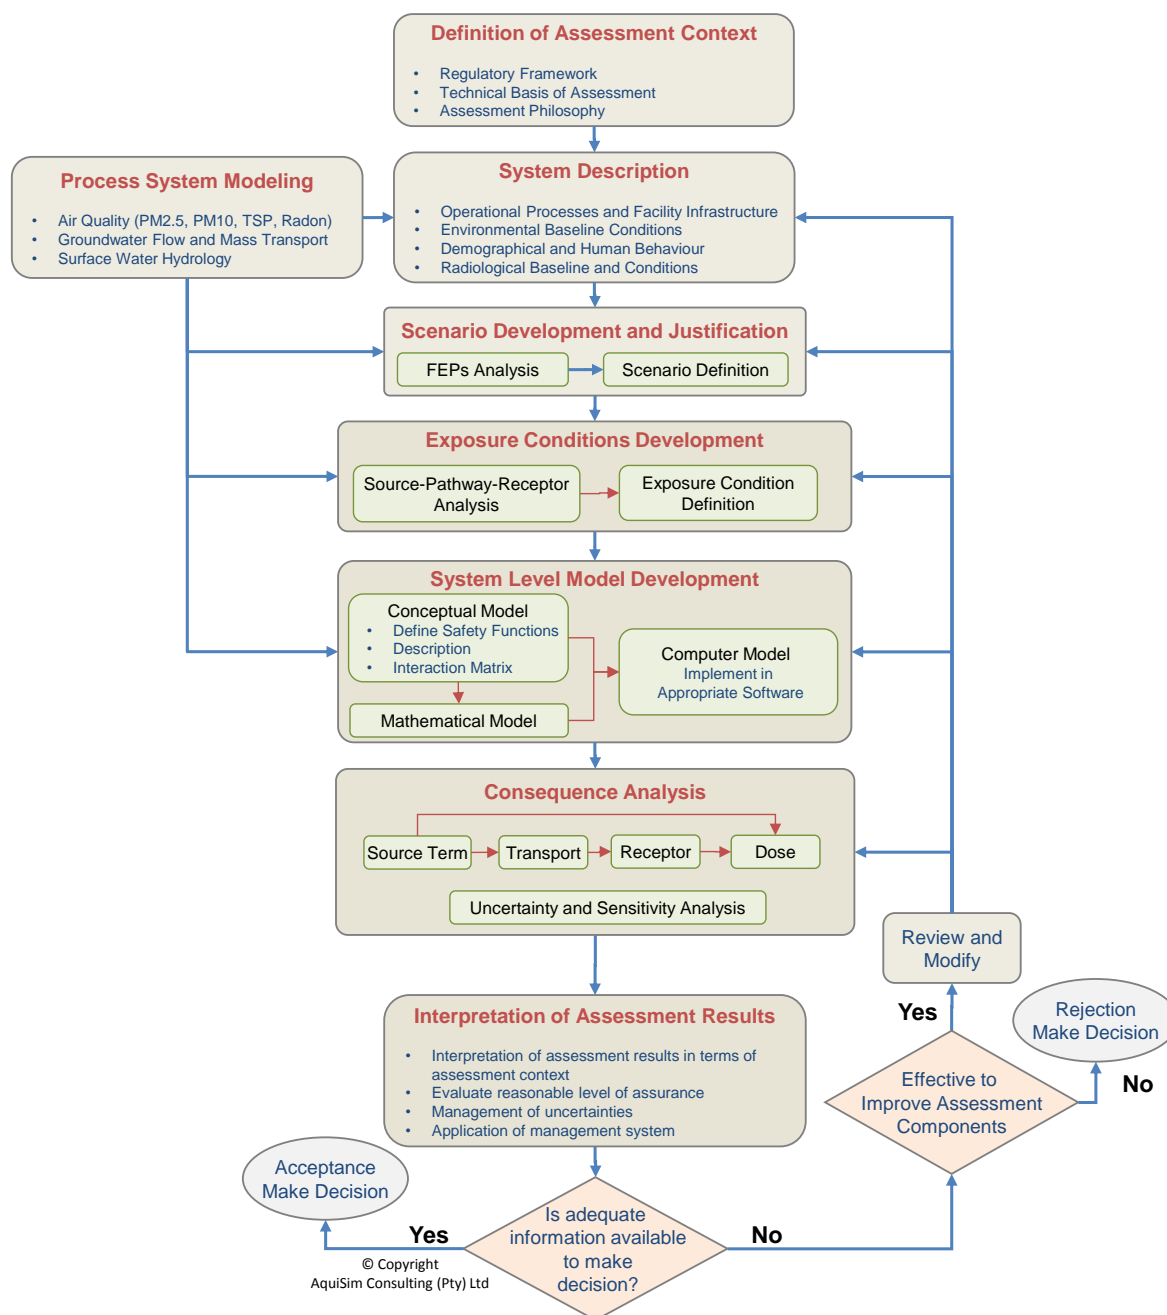 Definition of Assessment Context
• Regulatory Framework
• Technical Basis of Assessment
• Assessment Philosophy
Process System Modeling
• Air Quality (PM2.5, PM10, TSP, Radon)
• Groundwater Flow and Mass Transport
• Surface Water Hydrology
System Description
• Operational Processes and Facility Infrastructure
• Environmental Baseline Conditions
• Demographical and Human Behaviour
• Radiological Baseline and Conditions
Scenario Development and Justification
FEPs Analysis
Scenario Definition
Exposure Conditions Development
Source-Pathway-Receptor
Analysis
Exposure Condition
Definition
System Level Model Development
Conceptual Model
• Define Safety Functions
• Description
• Interaction Matrix
Mathematical Model
Computer Model
Implement in
Appropriate Software
Consequence Analysis
Source Term
Transport
Receptor
Dose
Uncertainty and Sensitivity Analysis
Review and
Modify
Yes
Rejection
Make Decision
No
Effective to
Improve Assessment
Components
Interpretation of Assessment Results
• Interpretation of assessment results in terms of
assessment context
• Evaluate reasonable level of assurance
• Management of uncertainties
• Application of management system
Acceptance
Make Decision
Yes
Is adequate
information available
to make
decision?
No
© Copyright
AquiSim Consulting (Pty) Ltd